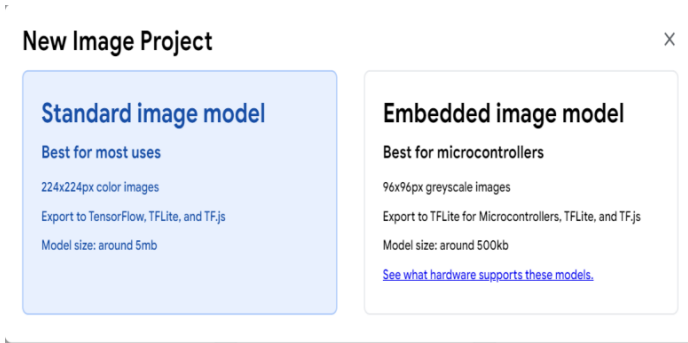 New Image Project
X
Standard image model
Best for most uses
224x224px color images
Export to TensorFlow, TFLite, and TF.js
Model size: around 5mb
Embedded image model
Best for microcontrollers
96x96px greyscale images
Export to TFLite for Microcontrollers, TFLite, and TF.js
Model size: around 500kb
See what hardware supports these models.